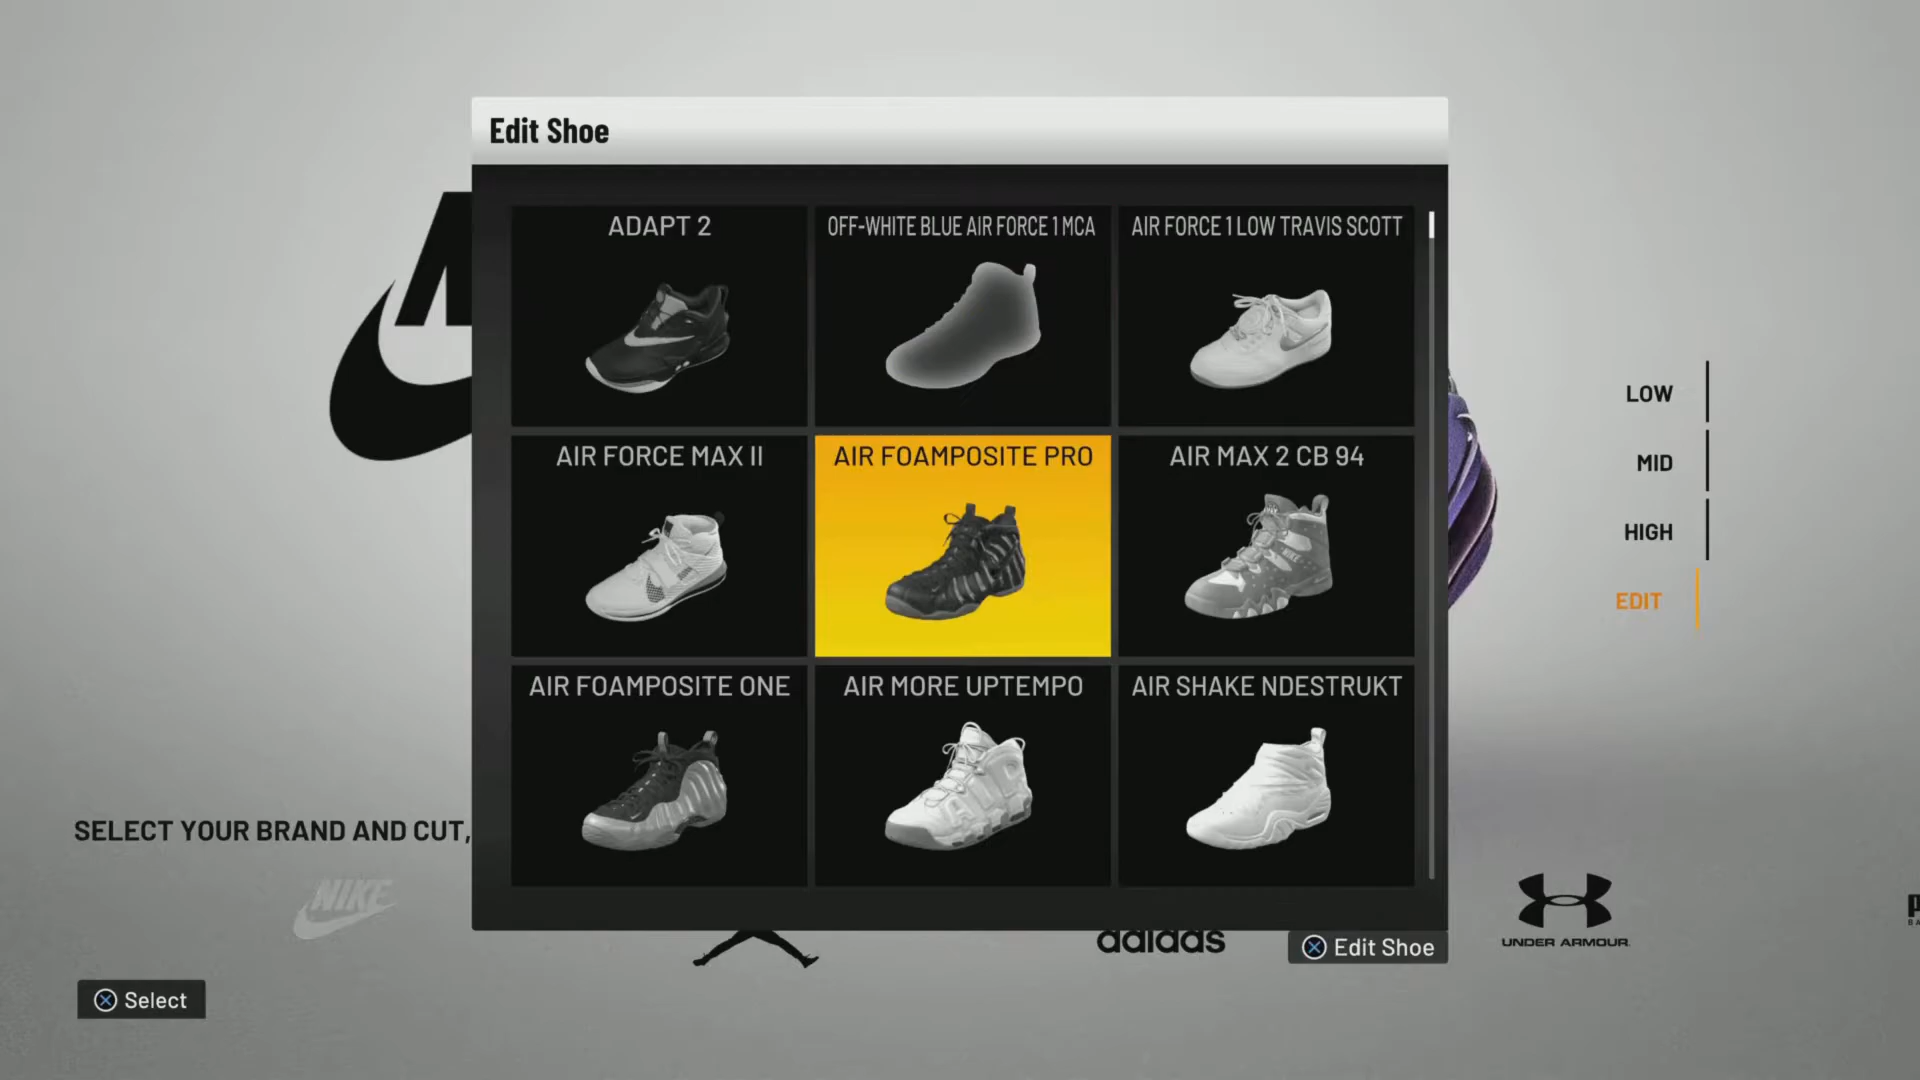 Edit Shoe
ADAPT 2
OFF-WHITE BLUE AIR FORCE 1 MCA
AIR FORCE 1 LOW TRAVIS SCOTT
AIR FORCE MAX II
AIR FOAMPOSITE PRO
AIR MAX 2 CB 94
AIR FOAMPOSITE ONE
AIR MORE UPTEMPO
AIR SHAKE NDESTRUKT
LOW
MID
HIGH
EDIT
SELECT YOUR BRAND AND CUT,
NIKE
adidas
UNDER ARMOUR
Edit Shoe
Select